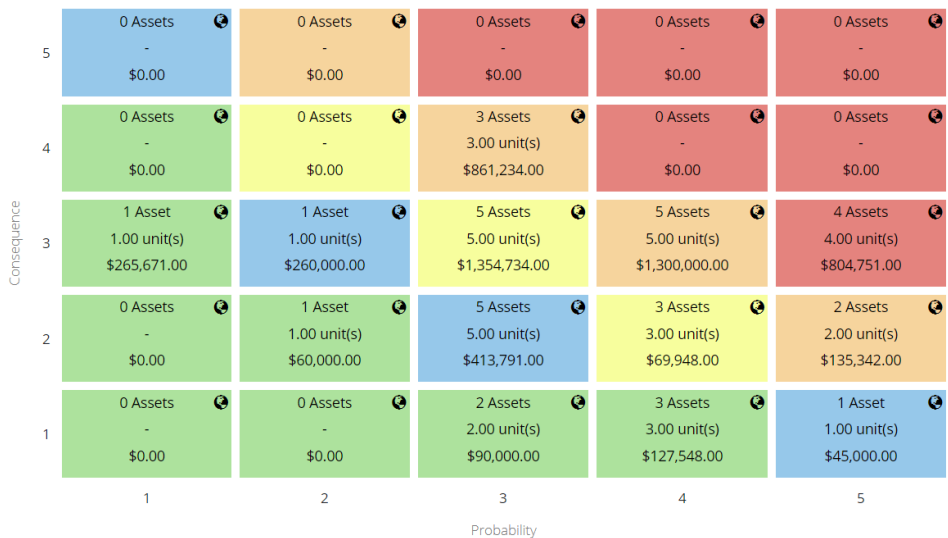 0 Assets 0 Assets 0 Assets 0 Assets 0 Assets
5 - - - - -
$0.00 $0.00 $0.00 $0.00 $0.00
0 Assets 0 Assets 3 Assets 0 Assets 0 Assets
4 - - 3.00 unit(s) - -
$0.00 $0.00 $861,234.00 $0.00 $0.00
Consequence
1 Asset 1 Asset 5 Assets 5 Assets 4 Assets
3 1.00 unit(s) 1.00 unit(s) 5.00 unit(s) 5.00 unit(s) 4.00 unit(s)
$265,671.00 $260,000.00 $1,354,734.00 $1,300,000.00 $804,751.00
0 Assets 1 Asset 5 Assets 3 Assets 2 Assets
2 - 1.00 unit(s) 5.00 unit(s) 3.00 unit(s) 2.00 unit(s)
$0.00 $60,000.00 $413,791.00 $69,948.00 $135,342.00
0 Assets 0 Assets 2 Assets 3 Assets 1 Asset
1 - - 2.00 unit(s) 3.00 unit(s) 1.00 unit(s)
$0.00 $0.00 $90,000.00 $127,548.00 $45,000.00
1 2 3 4 5
Probability